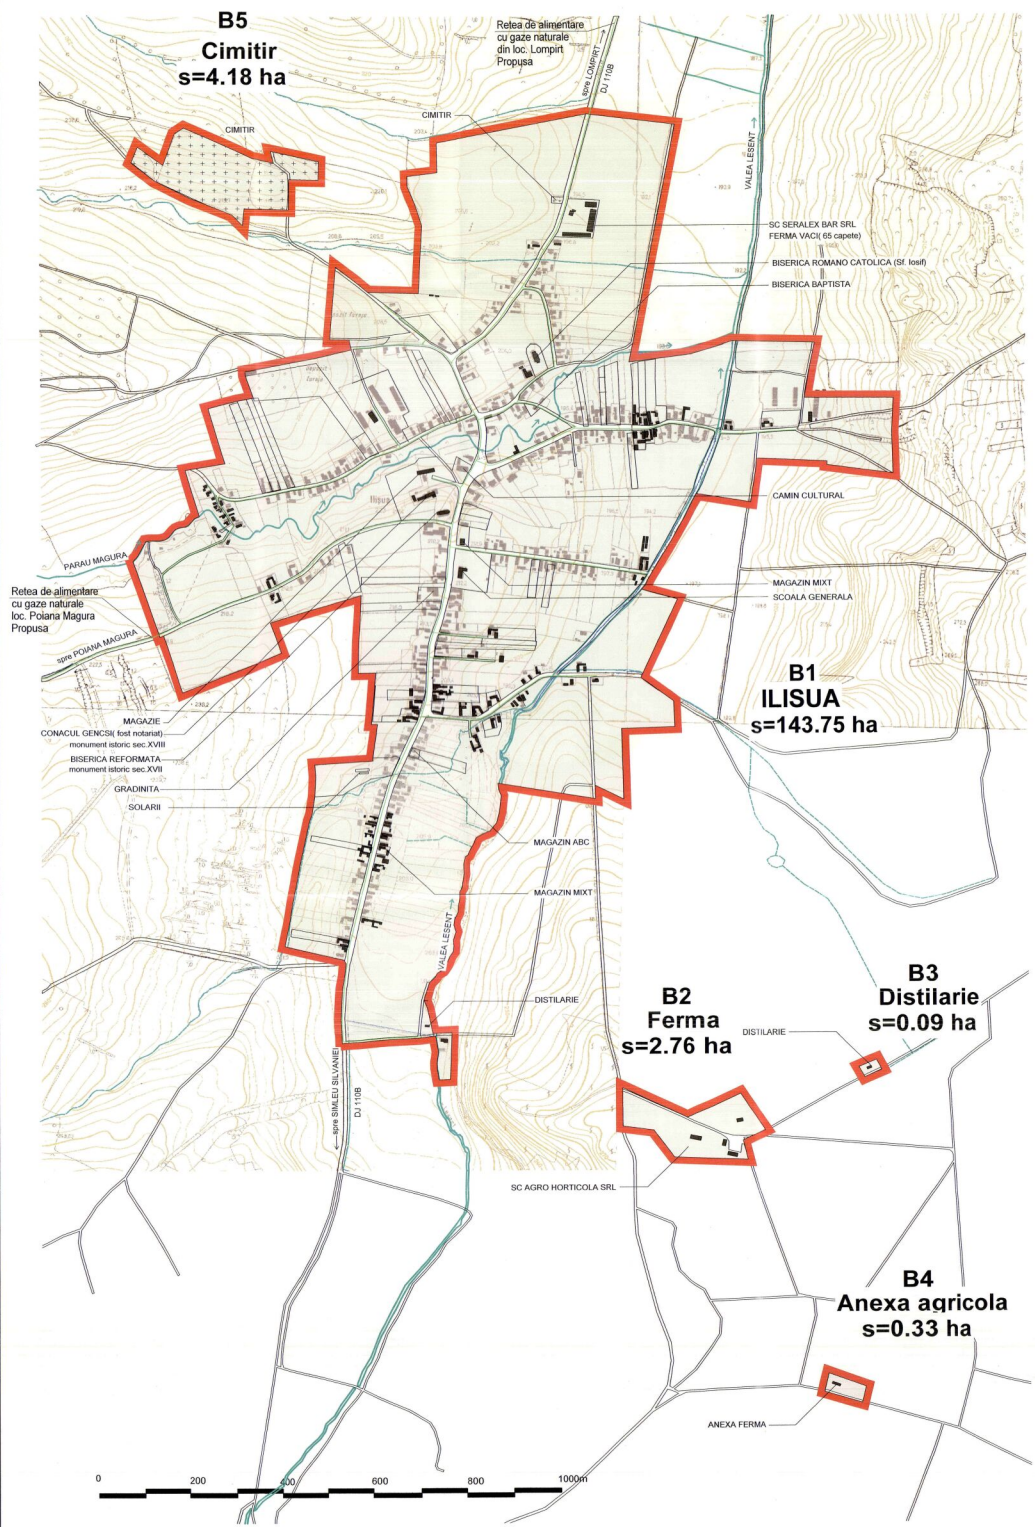 B5
Cimitir
s=4.18 ha
Retea de alimentare
cu gaze naturale
din loc. Lompirt
Propusa
spre LOMPIRT
DJ 110B
CIMITIR
CIMITIR
VALEA LESENT
SC SERALEX BAR SRL
FERMA VACI( 65 capete)
BISERICA ROMANO CATOLICA (Sf. Iosif)
BISERICA BAPTISTA
CAMIN CULTURAL
PARAU MAGURA
Retea de alimentare
cu gaze naturale
loc. Poiana Magura
Propusa
spre POIANA MAGURA
MAGAZIN MIXT
SCOALA GENERALA
B1
ILISUA
s=143.75 ha
MAGAZIE
CONACUL GENCSI( fost notariat)
monument istoric sec.XVIII
BISERICA REFORMATA
monument istoric sec.XVII
GRADINITA
SOLARII
MAGAZIN ABC
MAGAZIN MIXT
VALEA LESENT
DISTILARIE
B2
Ferma
s=2.76 ha
B3
Distilarie
s=0.09 ha
DISTILARIE
spre SIMLEU SILVANIEI
DJ 110B
SC AGRO HORTICOLA SRL
B4
Anexa agricola
s=0.33 ha
ANEXA FERMA
0 200 400 600 800 1000m